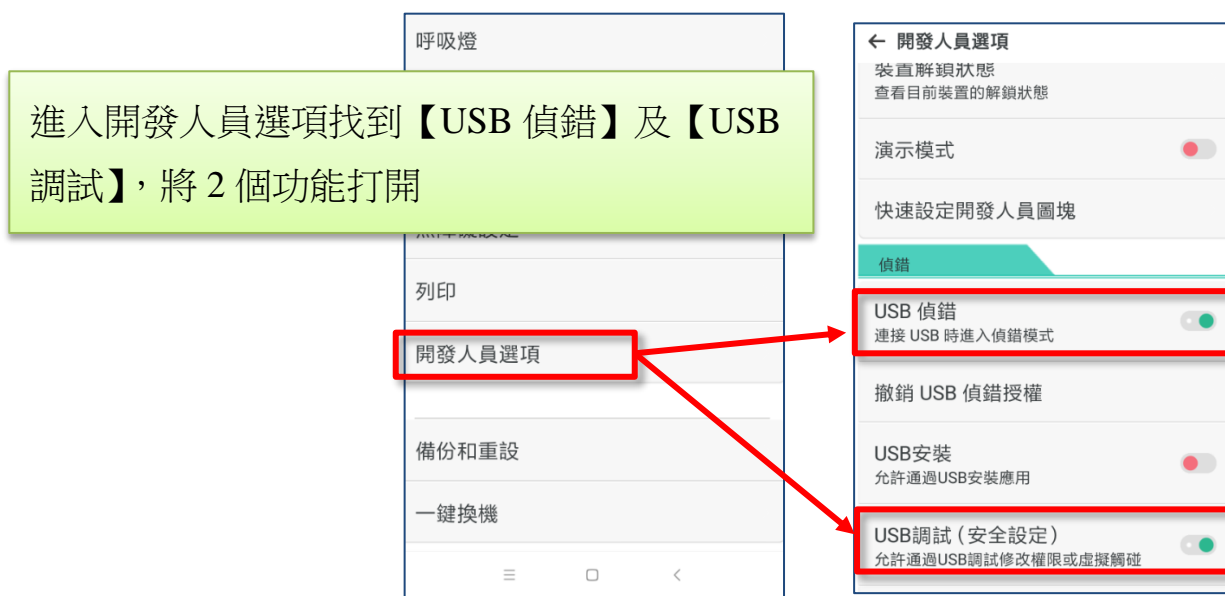 呼吸燈
進入開發人員選項找到【USB 偵錯】及【USB
調試】，將 2 個功能打開
列印
開發人員選項
備份和重設
一鍵換機
開發人員選項
裝置解鎖狀態
查看目前裝置的解鎖狀態
演示模式
快速設定開發人員圖塊
偵錯
USB 偵錯
連接 USB 時進入偵錯模式
撤銷 USB 偵錯授權
USB安裝
允許通過USB安裝應用
USB調試（安全設定）
允許通過USB調試修改權限或虛擬觸碰